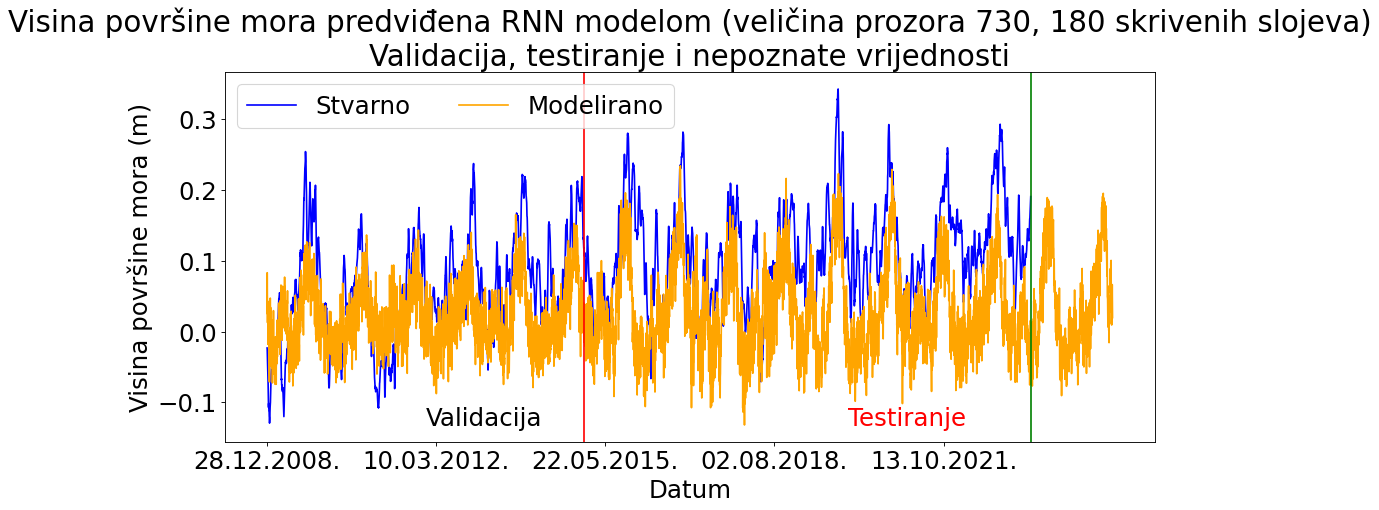 Visina površine mora predviđena RNN modelom (veličina prozora 730, 180 skrivenih slojeva)
Validacija, testiranje i nepoznate vrijednosti
Stvarno Modelirano
Visina površine mora (m)
0.3
0.2
0.1
0.0
−0.1
Validacija Testiranje
28.12.2008. 10.03.2012. 22.05.2015. 02.08.2018. 13.10.2021.
Datum